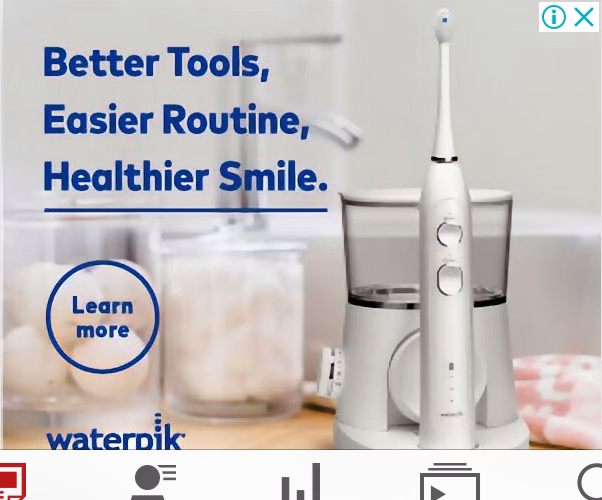 Better Tools,
Easier Routine,
Healthier Smile.
Learn
more
waterpik